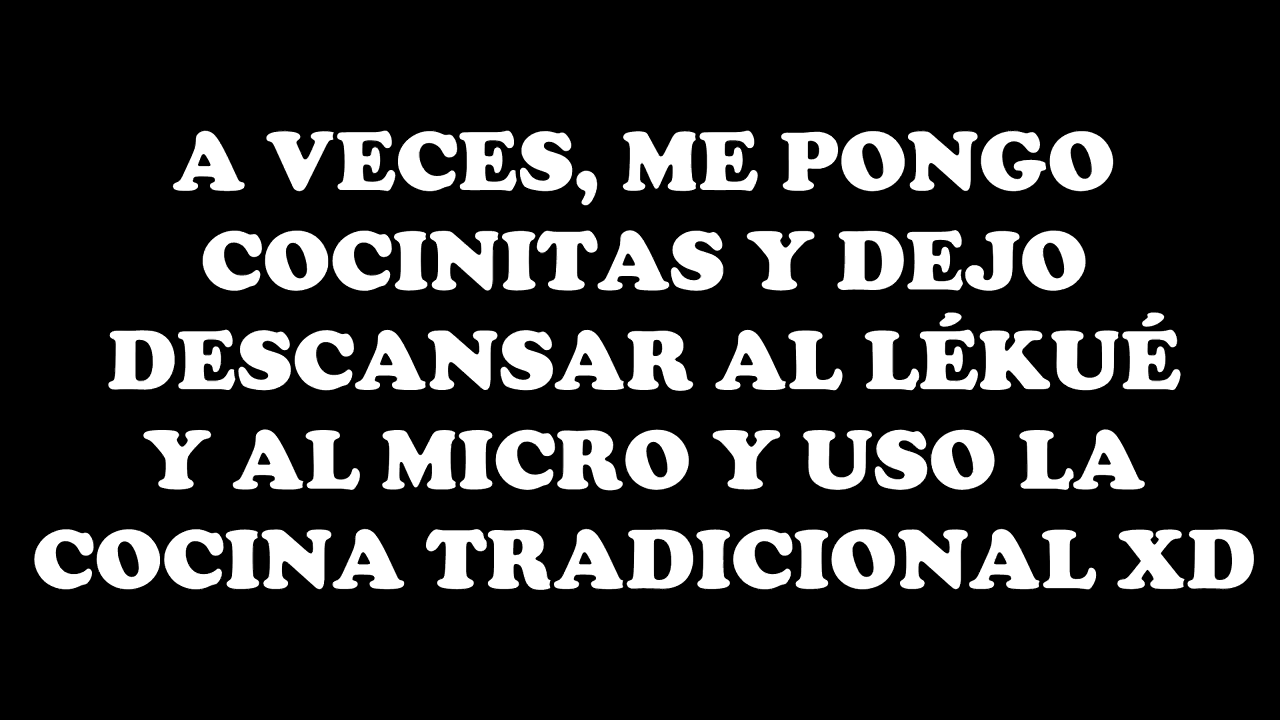 A VECES, ME PONGO
COCINITAS Y DEJO
DESCANSAR AL LÉKUÉ
Y AL MICRO Y USO LA
COCINA TRADICIONAL XD